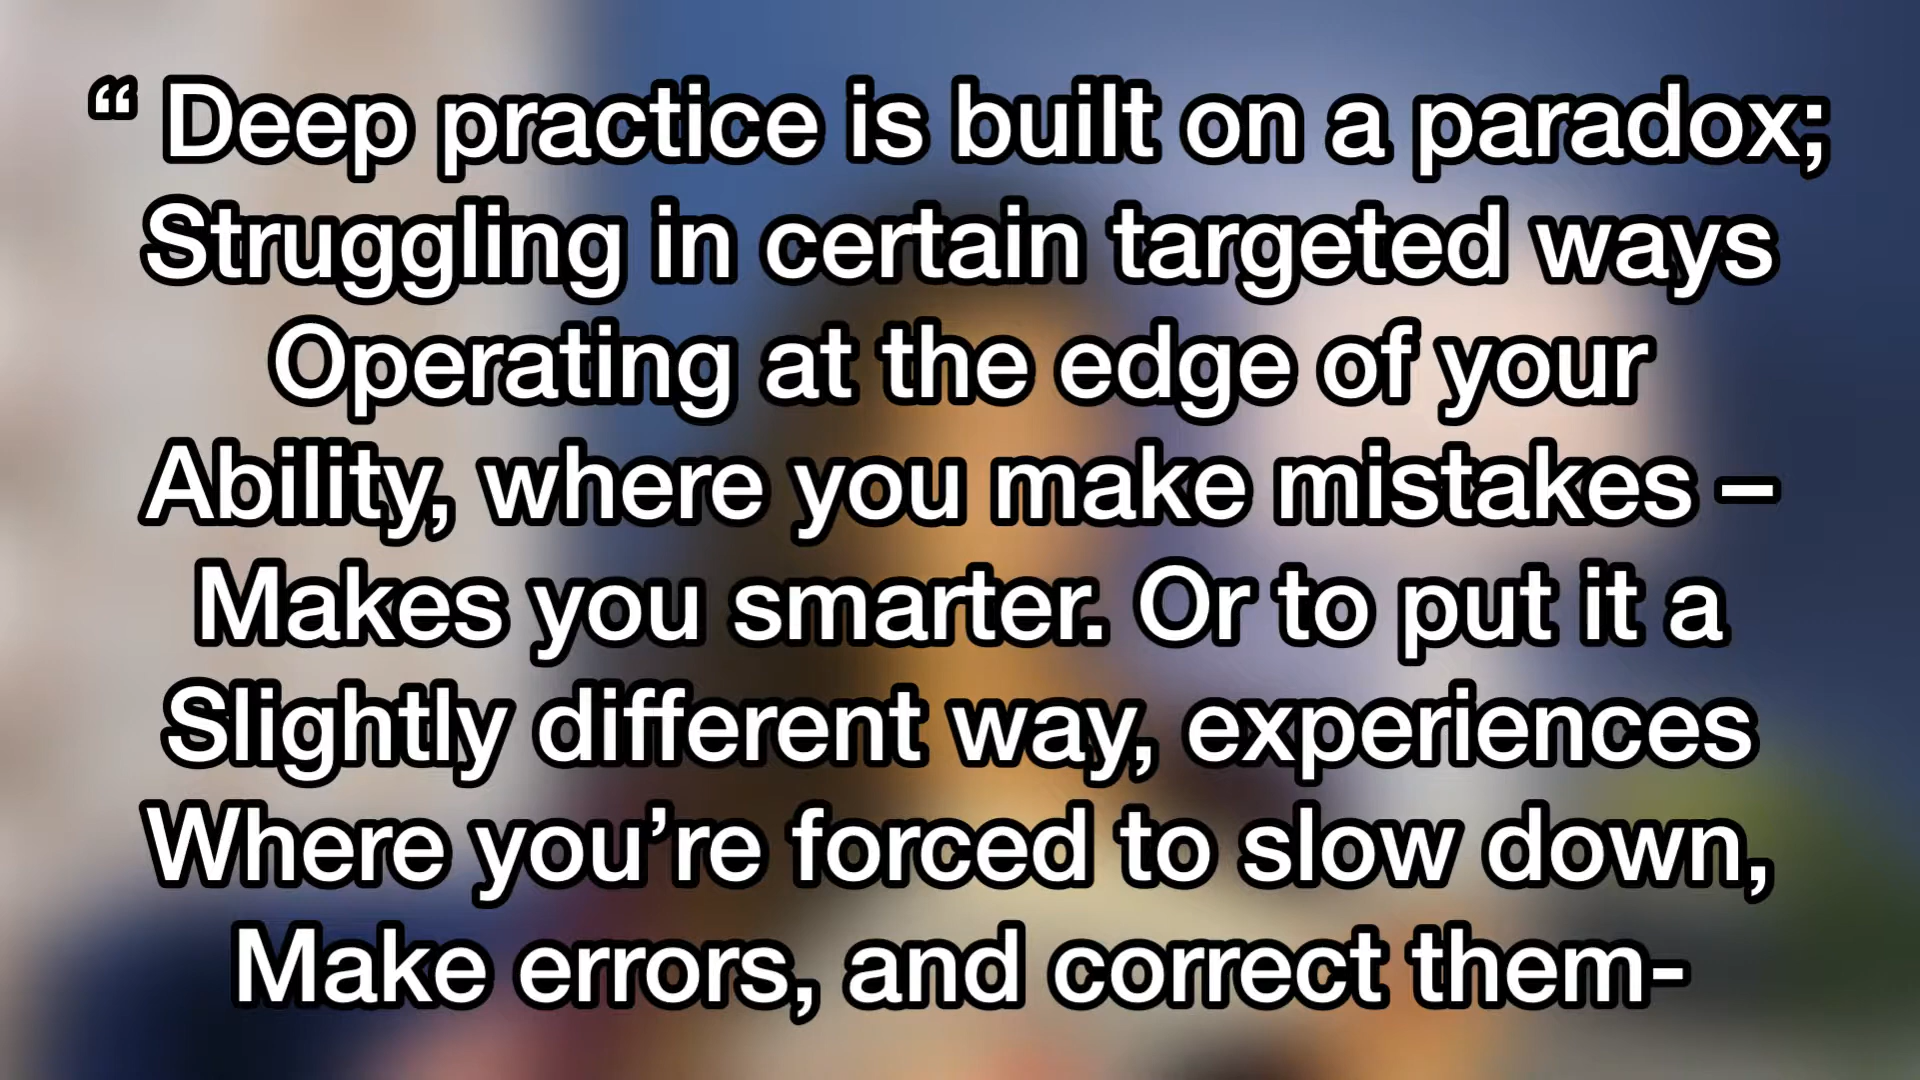 “ Deep practice is built on a paradox;
Struggling in certain targeted ways
Operating at the edge of your
Ability, where you make mistakes –
Makes you smarter. Or to put it a
Slightly different way, experiences
Where you’re forced to slow down,
Make errors, and correct them-